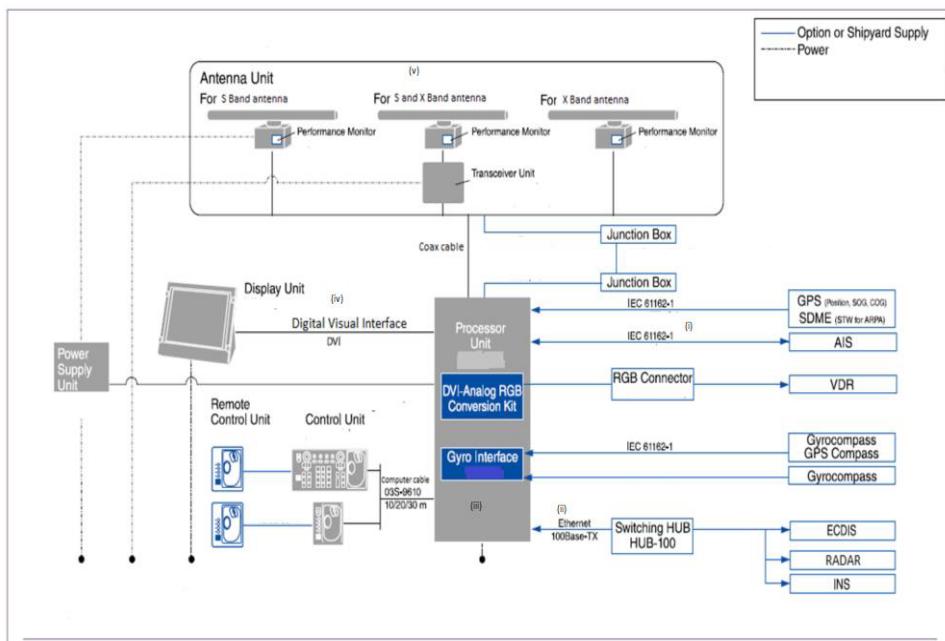 Option or Shipyard Supply
Power
Antenna Unit
(v)
For S Band antenna
For S and X Band antenna
For X Band antenna
Performance Monitor
Performance Monitor
Performance Monitor
Transceiver Unit
Coax cable
Junction Box
Junction Box
Display Unit
(iv)
Digital Visual Interface
DVI
Processor
Unit
IEC 61162-1
GPS (Position, SOG, COG)
SDME (STW for ARPA)
(i)
IEC 61162-1
AIS
Power
Supply
Unit
DVI-Analog RGB
Conversion Kit
RGB Connector
VDR
Remote
Control Unit
Control Unit
Gyro Interface
IEC 61162-1
Gyrocompass
GPS Compass
Gyrocompass
Computer cable
03S-9610
10/20/30 m
(iii)
(ii)
Ethernet
100Base-TX
Switching HUB
HUB-100
ECDIS
RADAR
INS